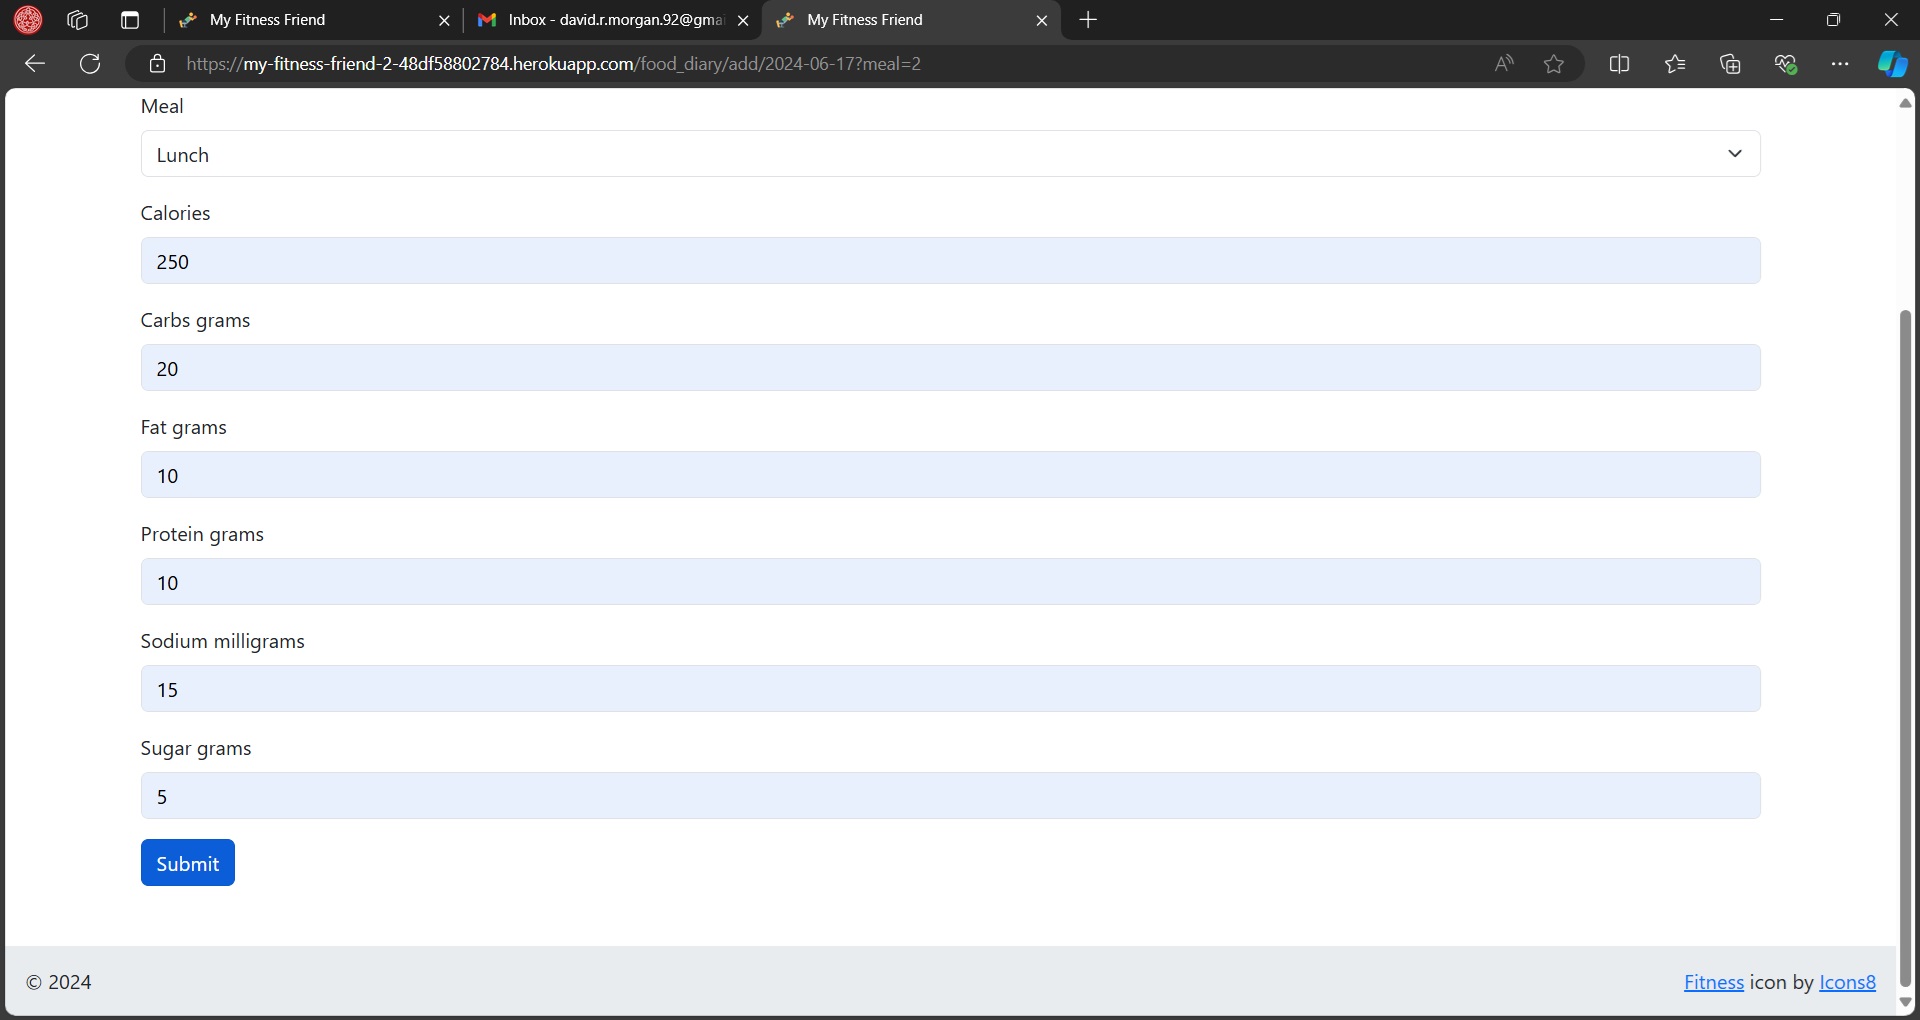 My Fitness Friend
Inbox - david.r.morgan.92@gmai
My Fitness Friend
https://my-fitness-friend-2-48df58802784.herokuapp.com/food_diary/add/2024-06-17?meal=2
Meal
Lunch
Calories
250
Carbs grams
20
Fat grams
10
Protein grams
10
Sodium milligrams
15
Sugar grams
5
Submit
© 2024
Fitness icon by Icons8